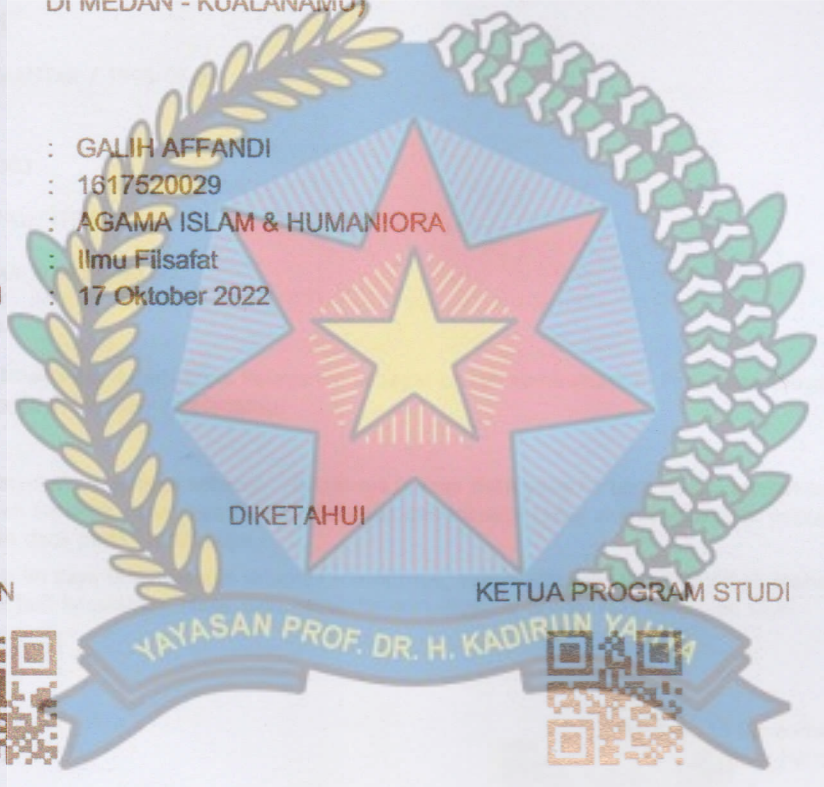 DI MEDAN - KUALANAMU)
: GALIH AFFANDI
: 1617520029
: AGAMA ISLAM & HUMANIORA
: Ilmu Filsafat
: 17 Oktober 2022
DIKETAHUI
N
KETUA PROGRAM STUDI
YAYASAN PROF. DR. H. KADIRUN YAHYA